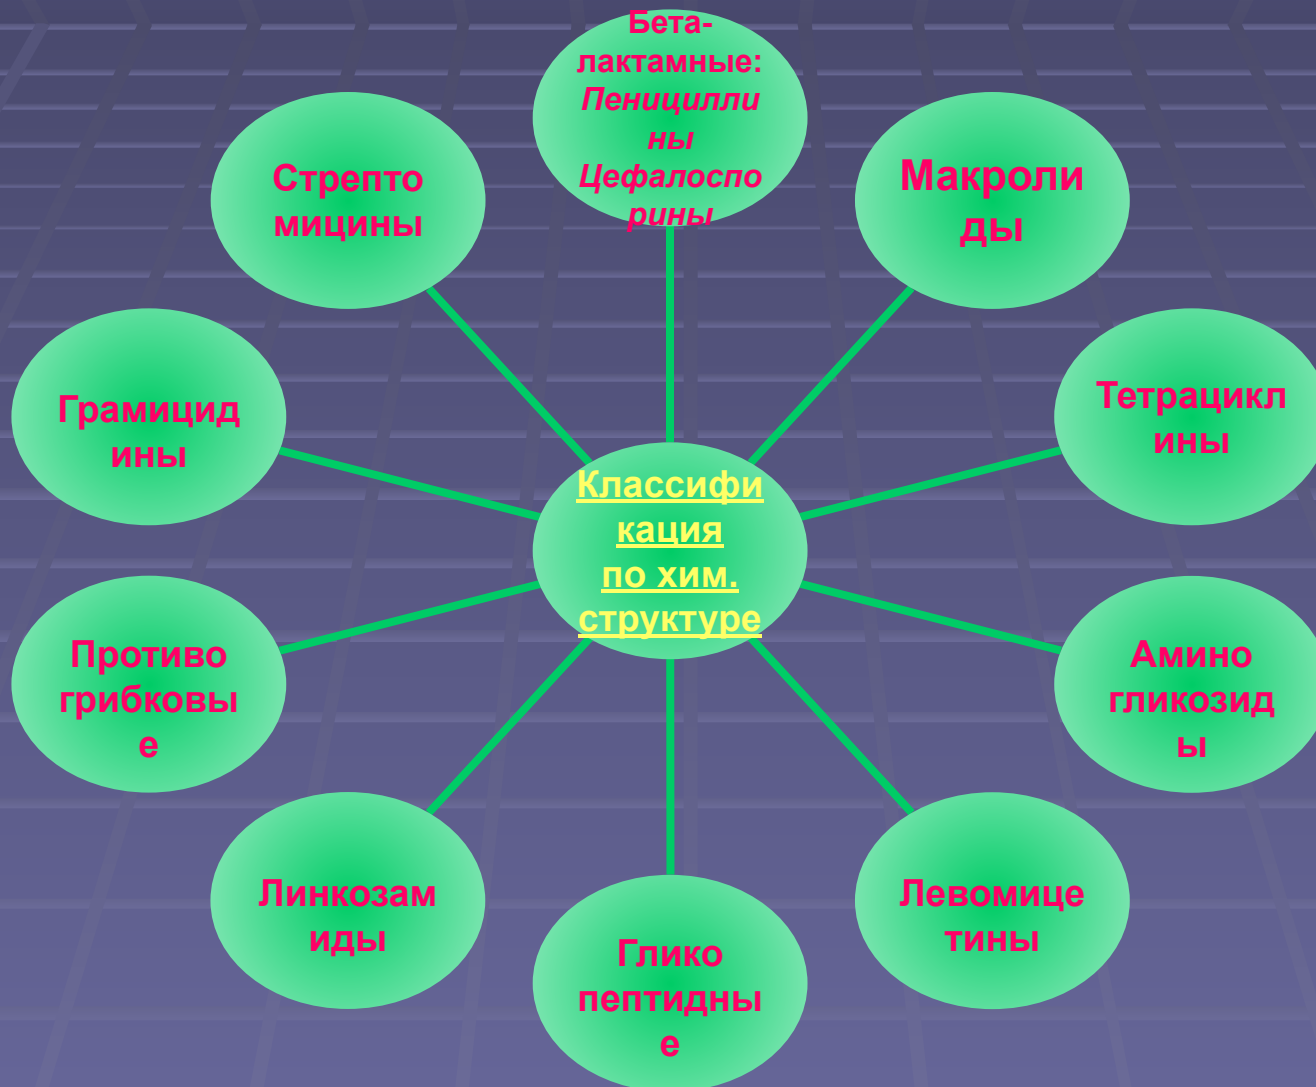 Бета-
лактамные:
Пеницилли
ны
Цефалоспо
рины
Макроли
ды
Тетрацикл
ины
Амино
гликозид
ы
Левомице
тины
Глико
пептидны
е
Линкозам
иды
Противо
грибковы
е
Грамицид
ины
Стрепто
мицины
Классифи
кация
по хим.
структуре